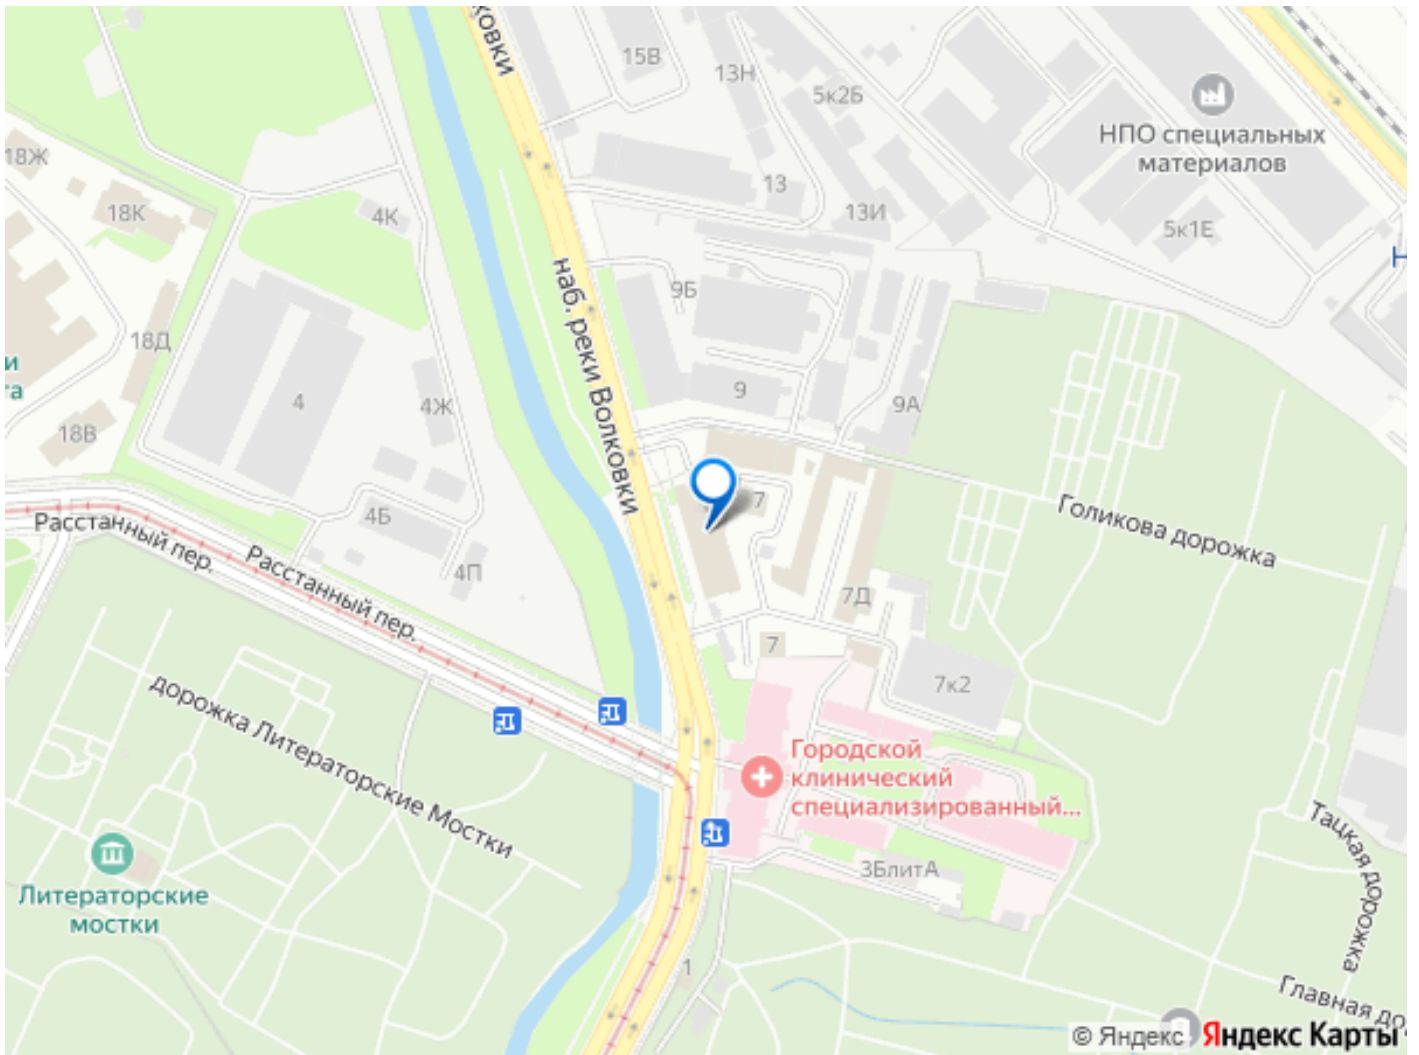 ковки
15В
13Н
5к2Б
НПО специальных
материалов
18Ж
13
18К
4К
13И
5к1Е
Н
наб. реки Волковки
9Б
18Д
и
га
4
4Ж
9
9А
18В
7
4Б
Голикова дорожка
Расстанный пер.
Расстанный пер.
4П
7Д
7
7к2
дорожка Литераторские Мостки
Городской
клинический
специализированный...
Тацкая дорожка
3БлитА
Литераторские
мостки
1
Главная до
© Яндекс Яндекс Карты